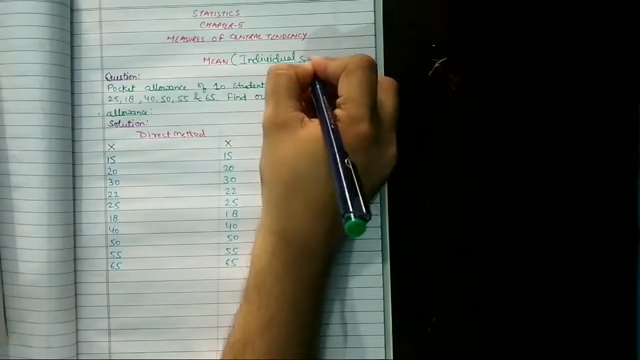 STATISTICS
CHAPTER-5
MEASURES OF CENTRAL TENDENCY
MEAN (Individual se
Question:
Pocket allowance of 10 Student
25, 18, 40, 50, 55 & 65. Find ou
allowance:
Solution:
Direct Method
X X
15 15
20 20
30 30
22 22
25 25
18 18
40 40
50 50
55 55
65 65